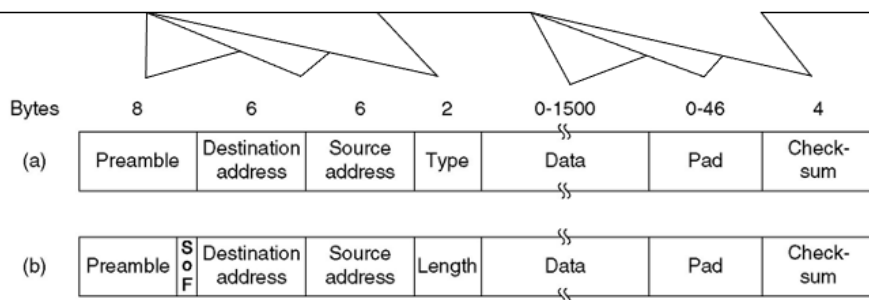 Bytes 8 6 6 2 0-1500 0-46 4
(a) Preamble Destination address Source address Type Data Pad Check-sum
(b) Preamble SoF Destination address Source address Length Data Pad Check-sum